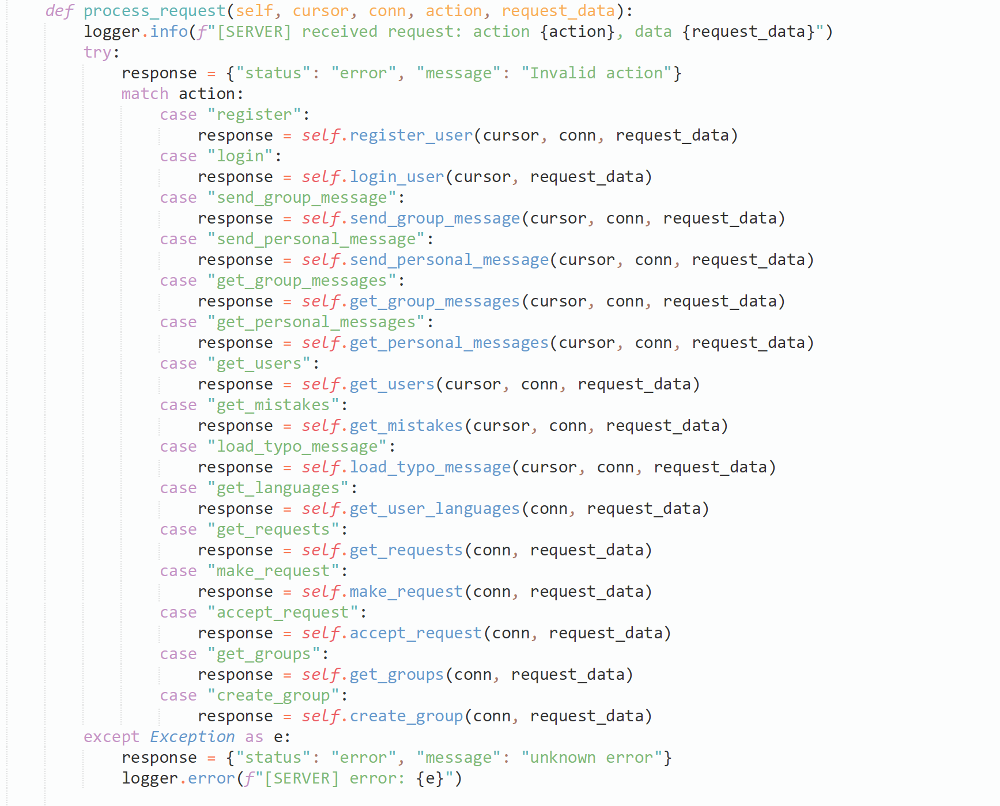 def process_request(self, cursor, conn, action, request_data):
logger.info(f"[SERVER] received request: action {action}, data {request_data}")
try:
response = {"status": "error", "message": "Invalid action"}
match action:
case "register":
response = self.register_user(cursor, conn, request_data)
case "login":
response = self.login_user(cursor, request_data)
case "send_group_message":
response = self.send_group_message(cursor, conn, request_data)
case "send_personal_message":
response = self.send_personal_message(cursor, conn, request_data)
case "get_group_messages":
response = self.get_group_messages(cursor, conn, request_data)
case "get_personal_messages":
response = self.get_personal_messages(cursor, conn, request_data)
case "get_users":
response = self.get_users(cursor, conn, request_data)
case "get_mistakes":
response = self.get_mistakes(cursor, conn, request_data)
case "load_typo_message":
response = self.load_typo_message(cursor, conn, request_data)
case "get_languages":
response = self.get_user_languages(conn, request_data)
case "get_requests":
response = self.get_requests(conn, request_data)
case "make_request":
response = self.make_request(conn, request_data)
case "accept_request":
response = self.accept_request(conn, request_data)
case "get_groups":
response = self.get_groups(conn, request_data)
case "create_group":
response = self.create_group(conn, request_data)
except Exception as e:
response = {"status": "error", "message": "unknown error"}
logger.error(f"[SERVER] error: {e}")